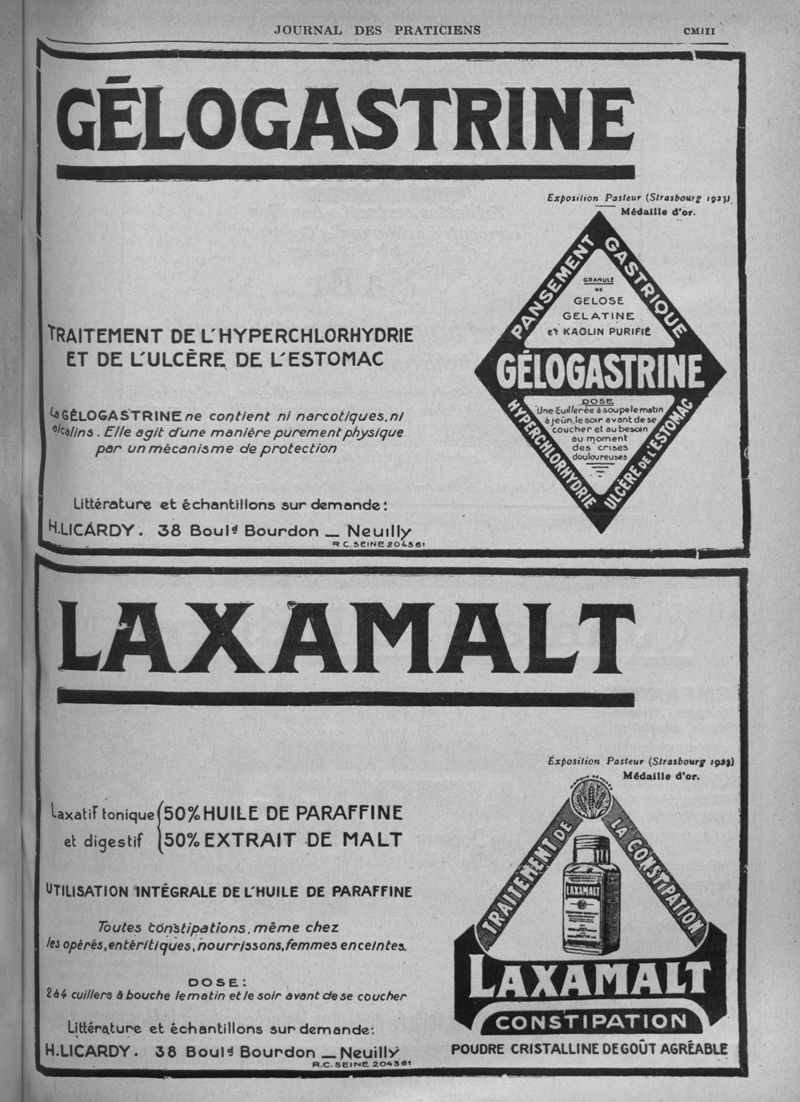 JOURNAL DES PRATICIENS
CMIII
GÉLOGASTRINE
Exposition Pasteur (Strasbourg 1923).
Médaille d'or.
TRAITEMENT DE L'HYPERCHLORHYDRIE
ET DE L'ULCÈRE DE L'ESTOMAC
La GÉLOGASTRINE ne contient ni narcotiques, ni
alcalins. Elle agit d'une manière purement physique
par un mécanisme de protection
Littérature et échantillons sur demande:
H. LICARDY. 38 Boulᵈ Bourdon _ Neuilly
R.C. SEINE 204361
PANSEMENT GASTRIQUE
GRANULÉ
DE
GELOSE
GELATINE
ET KAOLIN PURIFIÉ
GÉLOGASTRINE
DOSE
Une Euillerée à soupe le matin
à jeûn, le soir avant de se
coucher et au besoin
au moment
des crises
douloureuses
HYPERCHLORHYDRIE
ULCÈRE DE L'ESTOMAC
LAXAMALT
Exposition Pasteur (Strasbourg 1923)
Médaille d'or.
Laxatif tonique
et digestif
50% HUILE DE PARAFFINE
50% EXTRAIT DE MALT
UTILISATION INTÉGRALE DE L'HUILE DE PARAFFINE
Toutes constipations, même chez
les opérés, entéritiques, nourrissons, femmes enceintes.
DOSE:
2 à 4 cuillers à bouche le matin et le soir avant de se coucher
Littérature et échantillons sur demande:
H. LICARDY. 38 Boulᵈ Bourdon _ Neuilly
R.C. SEINE 204361
MARQUE DÉPOSÉE
TRAITEMENT DE LA CONSTIPATION
LAXAMALT
LAXAMALT
CONSTIPATION
POUDRE CRISTALLINE DE GOÛT AGRÉABLE